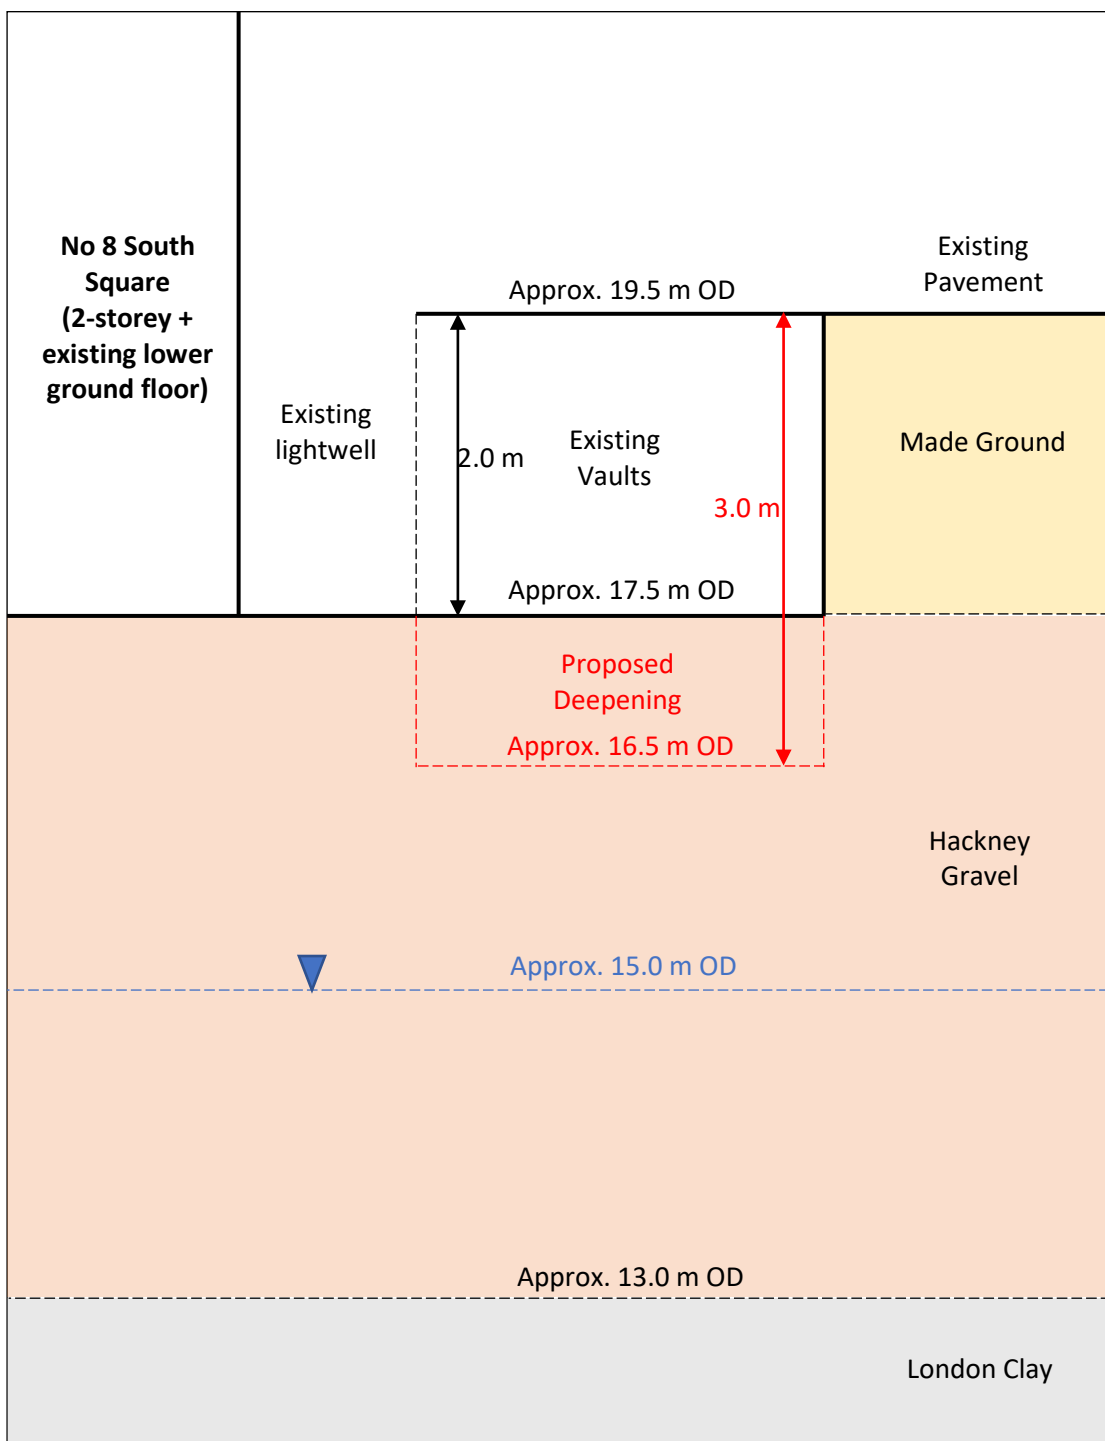 No 8 South
Square
(2-storey +
existing lower
ground floor)
Existing
Pavement
Approx. 19.5 m OD
Existing
lightwell
2.0 m
Existing
Vaults
Made Ground
3.0 m
Approx. 17.5 m OD
Proposed
Deepening
Approx. 16.5 m OD
Hackney
Gravel
Approx. 15.0 m OD
Approx. 13.0 m OD
London Clay